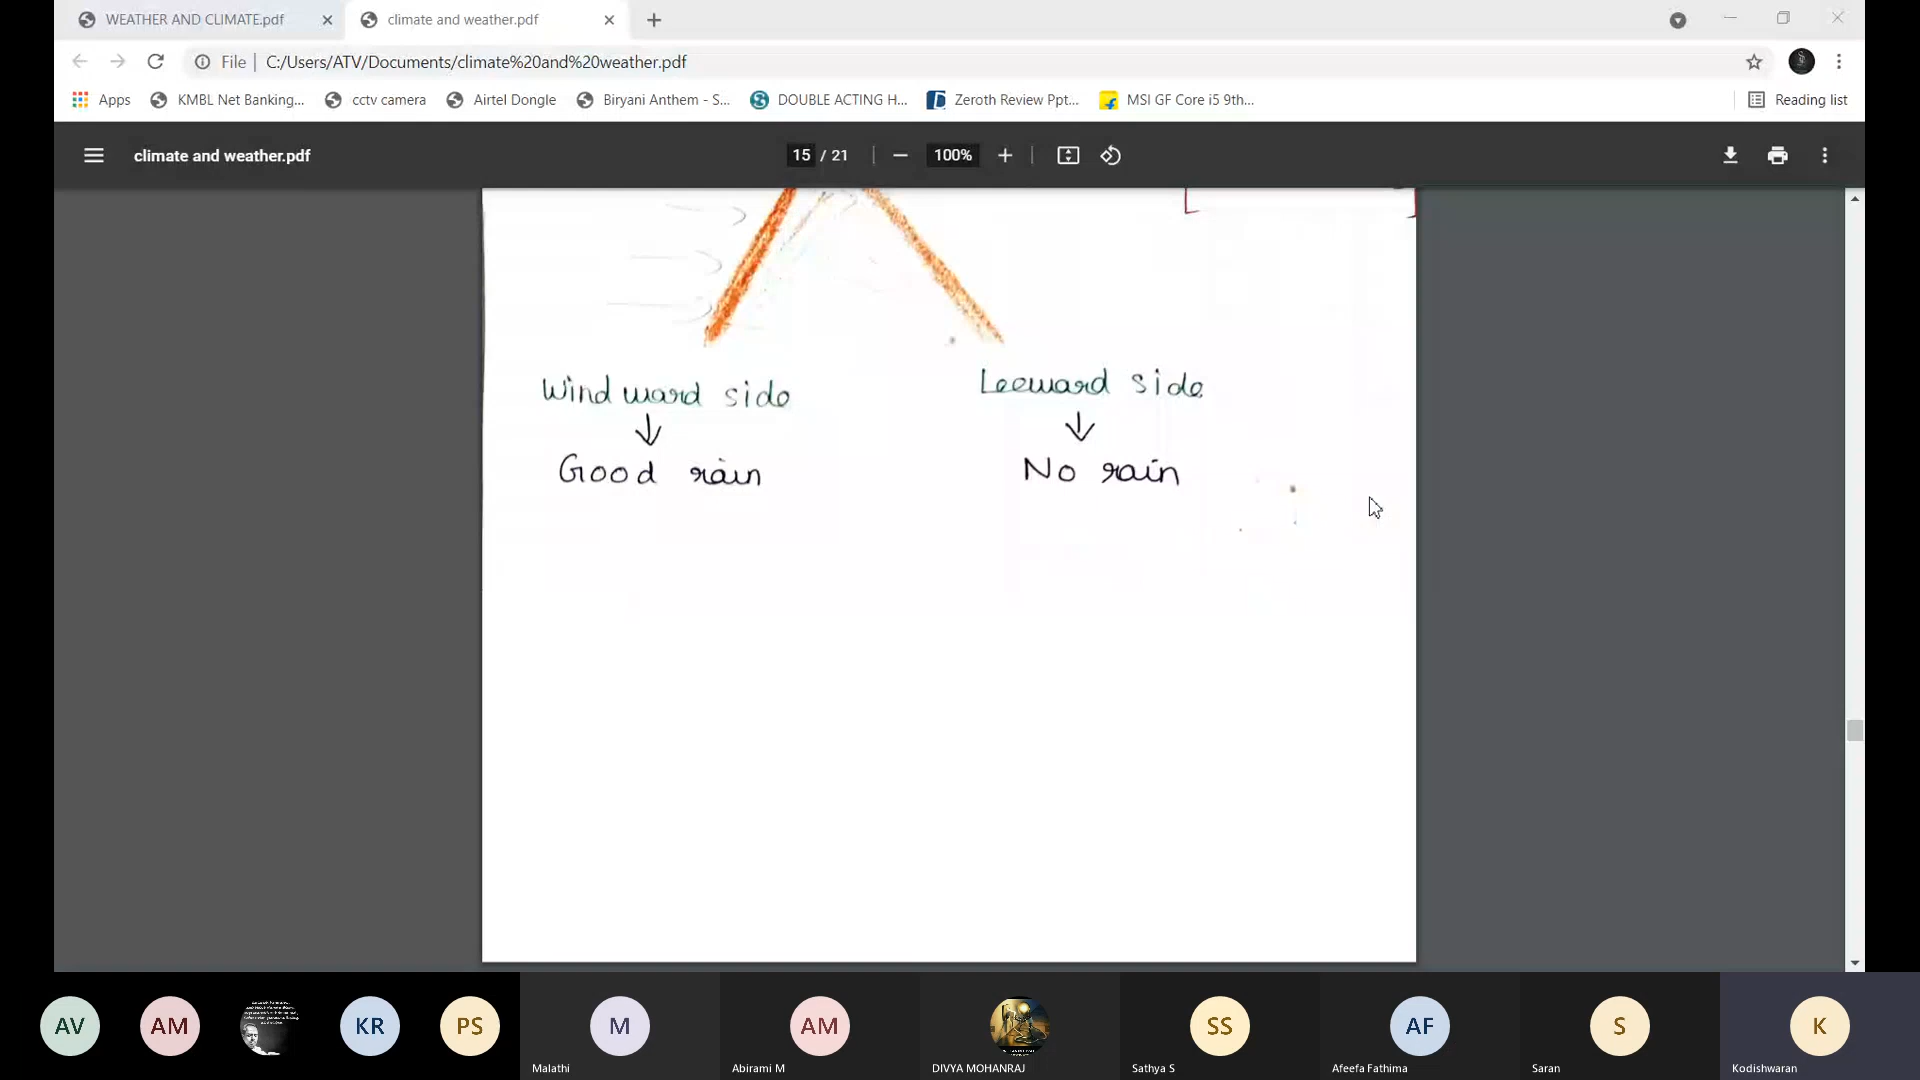 WEATHER AND CLIMATE.pdf
climate and weather.pdf
File
C:/Users/ATV/Documents/climate%20and%20weather.pdf
Apps
KMBL Net Banking...
cctv camera
Airtel Dongle
Biryani Anthem - S...
DOUBLE ACTING H...
Zeroth Review Ppt...
MSI GF Core i5 9th...
Reading list
climate and weather.pdf
15 / 21
100%
Wind ward side
Leeward side
Good rain
No rain
AV
AM
KR
PS
M
AM
SS
AF
S
K
Malathi
Abirami M
DIVYA MOHANRAJ
Sathya S
Afeefa Fathima
Saran
Kodishwaran